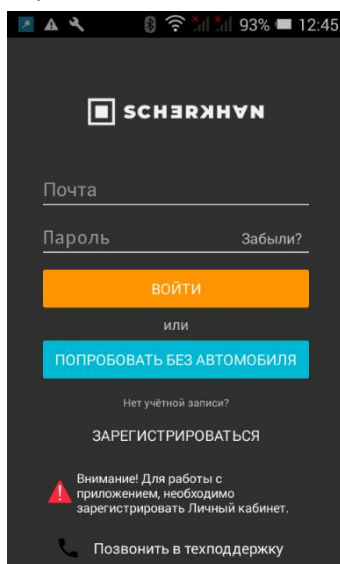 93% 12:45
SCHERKHAN
Почта
Пароль Забыли?
ВОЙТИ
или
ПОПРОБОВАТЬ БЕЗ АВТОМОБИЛЯ
Нет учётной записи?
ЗАРЕГИСТРИРОВАТЬСЯ
Внимание! Для работы с
приложением, необходимо
зарегистрировать Личный кабинет.
Позвонить в техподдержку